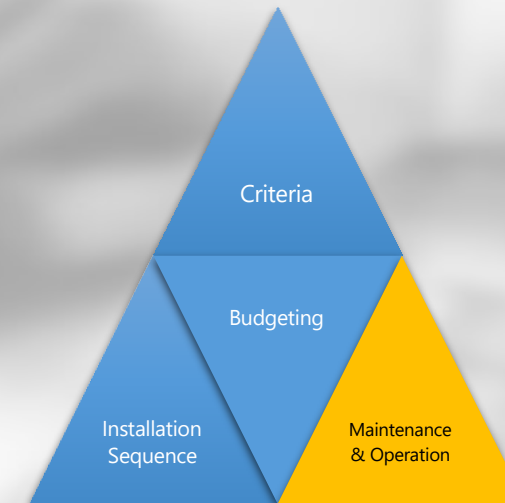 Criteria
Budgeting
Installation
Sequence
Maintenance
& Operation